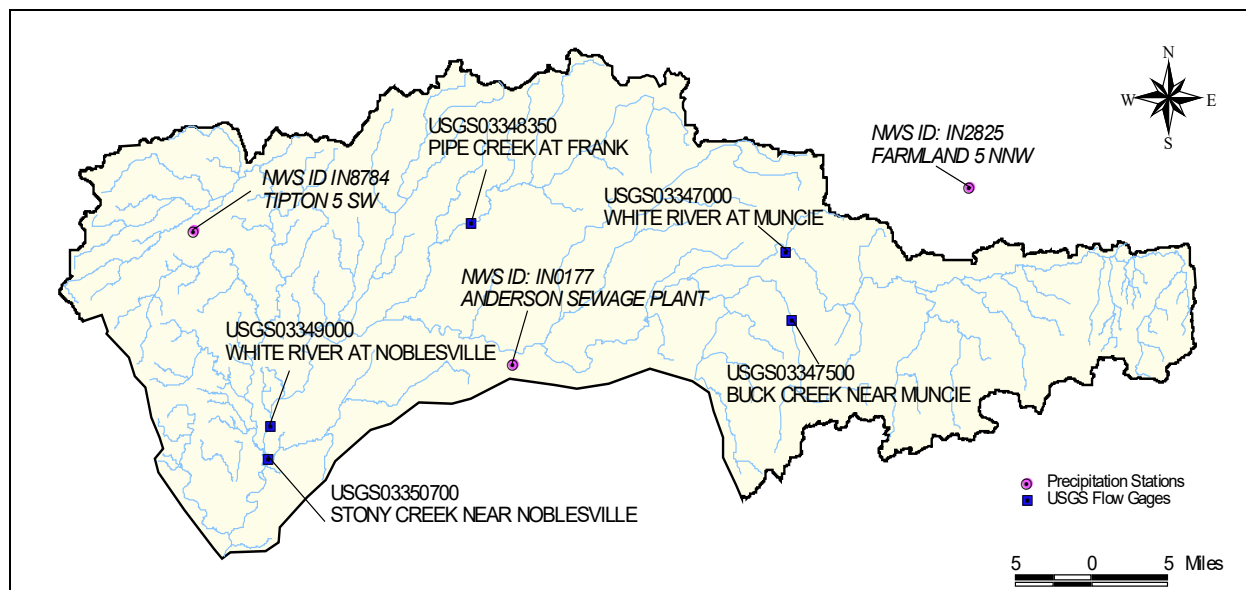 N
W E
S
USGS03348350
PIPE CREEK AT FRANK
NWS ID: IN2825
FARMLAND 5 NNW
NWS ID IN8784
TIPTON 5 SW
USGS03347000
WHITE RIVER AT MUNCIE
NWS ID: IN0177
ANDERSON SEWAGE PLANT
USGS03349000
WHITE RIVER AT NOBLESVILLE
USGS03347500
BUCK CREEK NEAR MUNCIE
USGS03350700
STONY CREEK NEAR NOBLESVILLE
Precipitation Stations
USGS Flow Gages
5 0 5 Miles